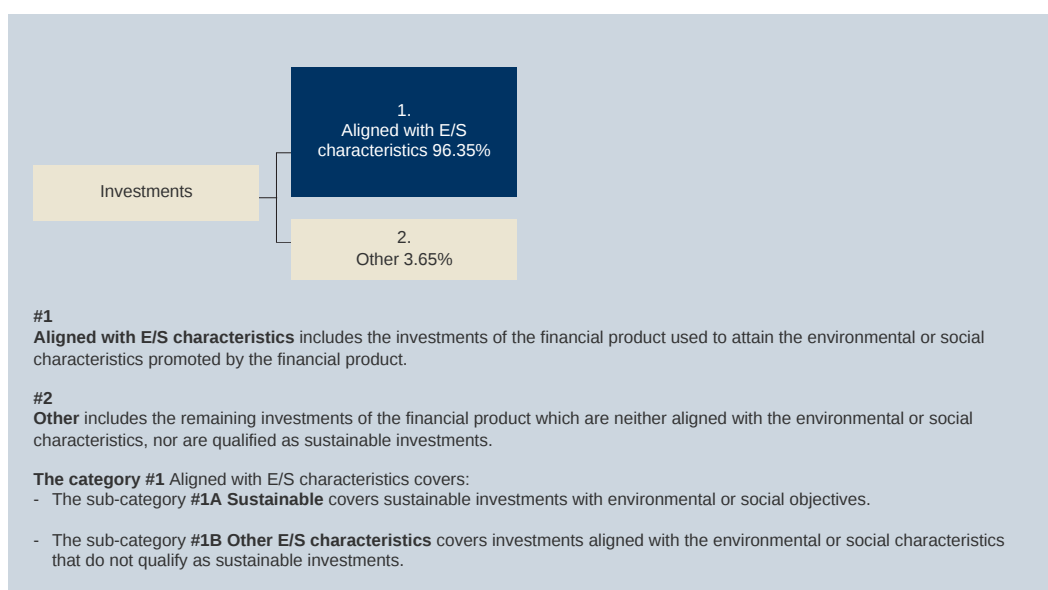 1.
Aligned with E/S
characteristics 96.35%
Investments
2.
Other 3.65%
#1
Aligned with E/S characteristics includes the investments of the financial product used to attain the environmental or social
characteristics promoted by the financial product.
#2
Other includes the remaining investments of the financial product which are neither aligned with the environmental or social
characteristics, nor are qualified as sustainable investments.
The category #1 Aligned with E/S characteristics covers:
- The sub-category #1A Sustainable covers sustainable investments with environmental or social objectives.
- The sub-category #1B Other E/S characteristics covers investments aligned with the environmental or social characteristics
that do not qualify as sustainable investments.